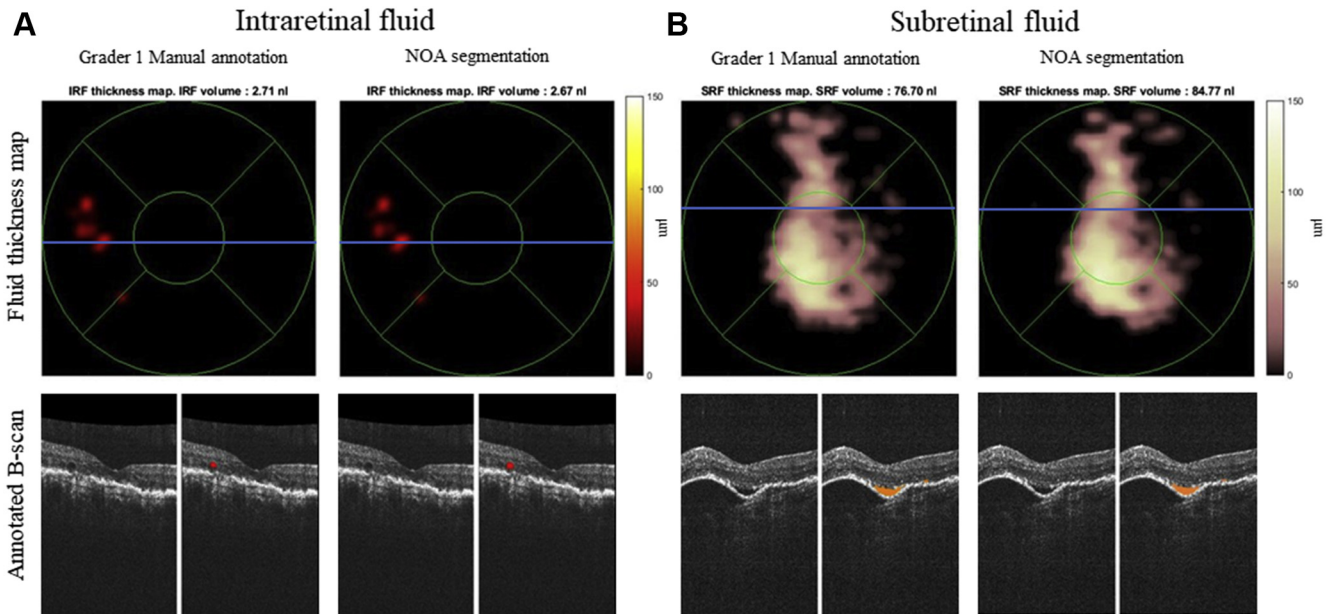 A
Intraretinal fluid
Grader 1 Manual annotation
NOA segmentation
IRF thickness map. IRF volume : 2.71 nl
IRF thickness map. IRF volume : 2.67 nl
150
100
50
0
um
B
Subretinal fluid
Grader 1 Manual annotation
NOA segmentation
SRF thickness map. SRF volume : 76.70 nl
SRF thickness map. SRF volume : 84.77 nl
150
100
50
0
um
Fluid thickness map
Annotated B-scan